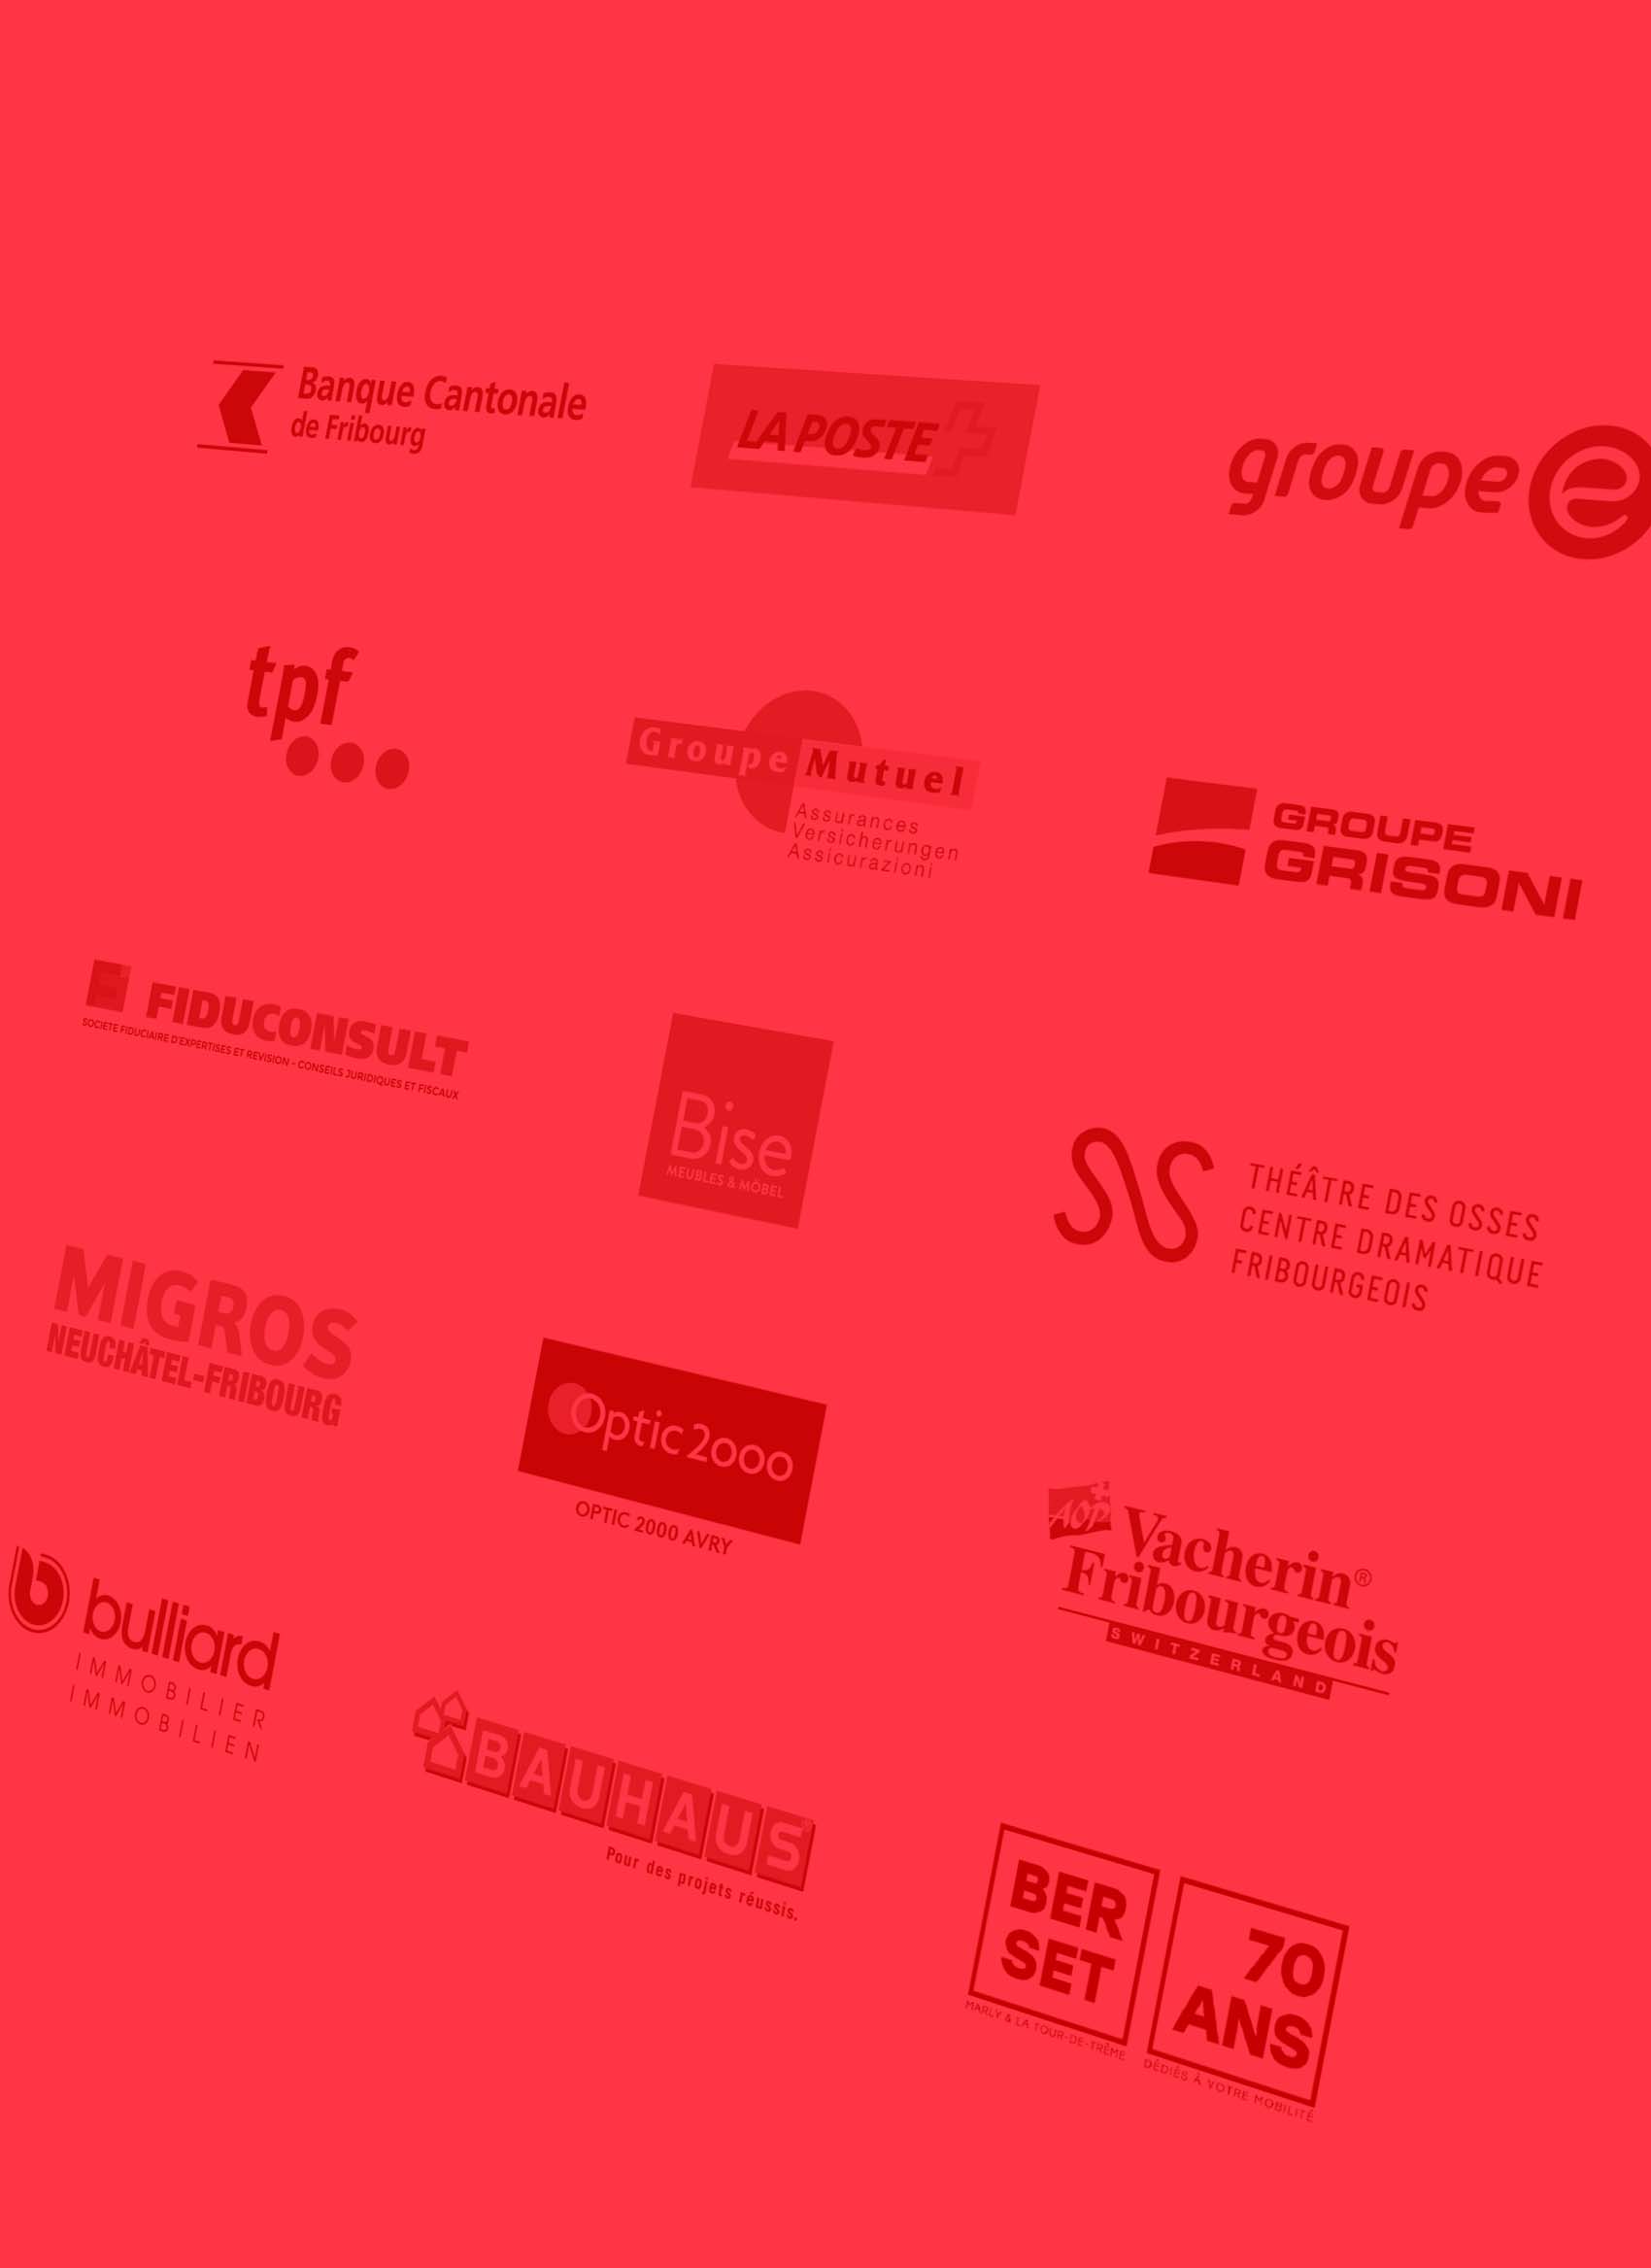 Banque Cantonale
de Fribourg
LA POSTE
groupe e
tpf
Groupe Mutuel
Assurances
Versicherungen
Assicurazioni
GROUPE
GRISONI
FIDUCONSULT
SOCIETE FIDUCIAIRE D'EXPERTISES ET REVISION - CONSEILS JURIDIQUES ET FISCAUX
Bise
MEUBLES & MÖBEL
THÉÂTRE DES OSSES
CENTRE DRAMATIQUE
FRIBOURGEOIS
MIGROS
NEUCHÂTEL-FRIBOURG
Optic 2000
OPTIC 2000 AVRY
AOP
Vacherin®
Fribourgeois
SWITZERLAND
b bulliard
IMMOBILIER
IMMOBILIEN
BAUHAUS®
Pour des projets réussis.
BER
SET
MARLY & LA TOUR-DE-TRÊME
70
ANS
DÉDIÉS À VOTRE MOBILITÉ